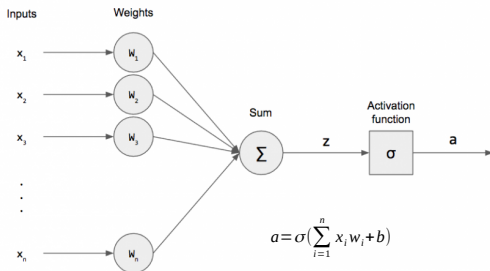 Inputs Weights
x1 W1
x2 W2
x3 W3
Sum
Activation
function
Σ z σ a
.
.
.
xn Wn
a=σ(∑_{i=1}^{n} x_i w_i+b)